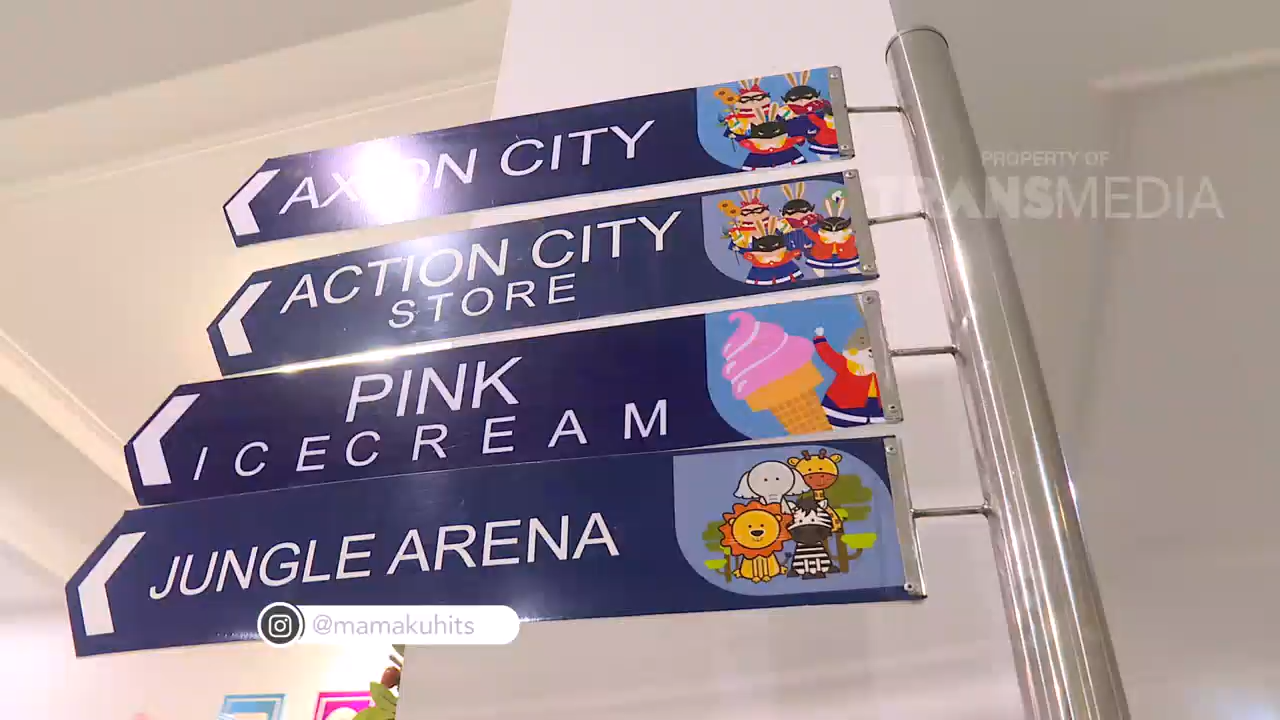 CITY
ACTION CITY
STORE
PINK
ICECREAM
JUNGLE ARENA
@mamakuhits
PROPERTY OF
TRANSMEDIA